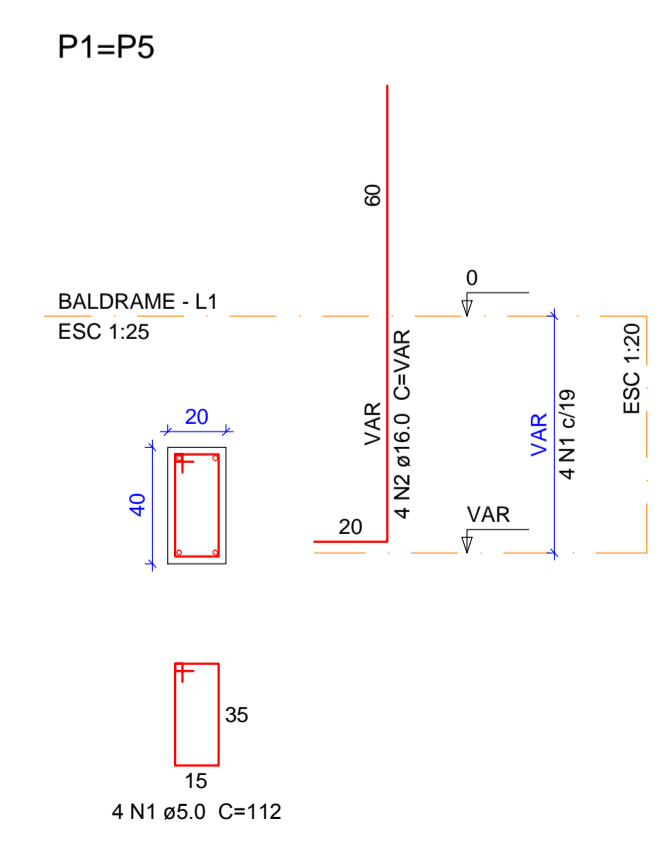 P1=P5
60
0
BALDRAME - L1
ESC 1:25
ESC 1:20
VAR
4 N2 ø16.0 C=VAR
VAR
4 N1 c/19
20
40
20
VAR
35
15
4 N1 ø5.0 C=112